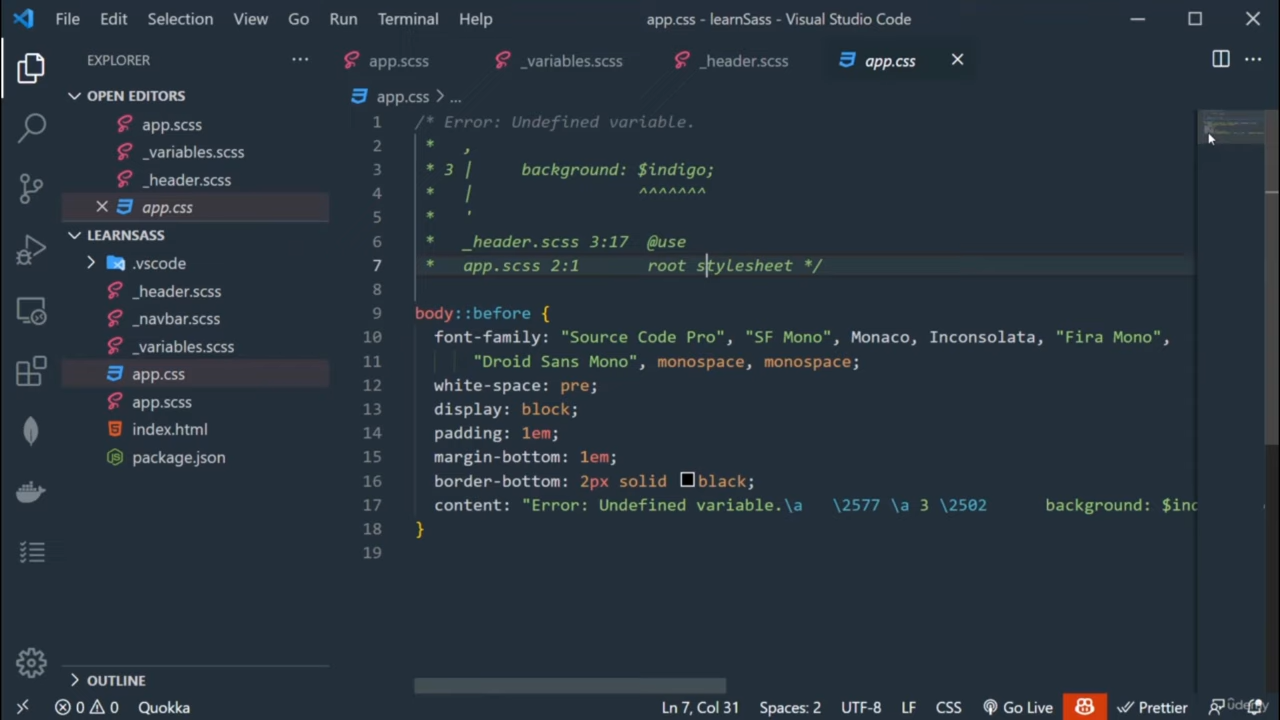 File Edit Selection View Go Run Terminal Help app.css - learnSass - Visual Studio Code
EXPLORER
OPEN EDITORS
app.scss
_variables.scss
_header.scss
app.css
LEARNSASS
.vscode
_header.scss
_navbar.scss
_variables.scss
app.css
app.scss
index.html
package.json
OUTLINE
app.scss _variables.scss _header.scss app.css
app.css > ...
1 /* Error: Undefined variable.
2 * ,
3 * 3 | background: $indigo;
4 * | ^^^^^^^
5 * '
6 * _header.scss 3:17 @use
7 * app.scss 2:1 root stylesheet */
8
9 body::before {
10 font-family: "Source Code Pro", "SF Mono", Monaco, Inconsolata, "Fira Mono",
11 "Droid Sans Mono", monospace, monospace;
12 white-space: pre;
13 display: block;
14 padding: 1em;
15 margin-bottom: 1em;
16 border-bottom: 2px solid black;
17 content: "Error: Undefined variable.\a \2577 \a 3 \2502 background: $ind
18 }
19
0 0 Quokka Ln 7, Col 31 Spaces: 2 UTF-8 LF CSS Go Live Prettier
udemy